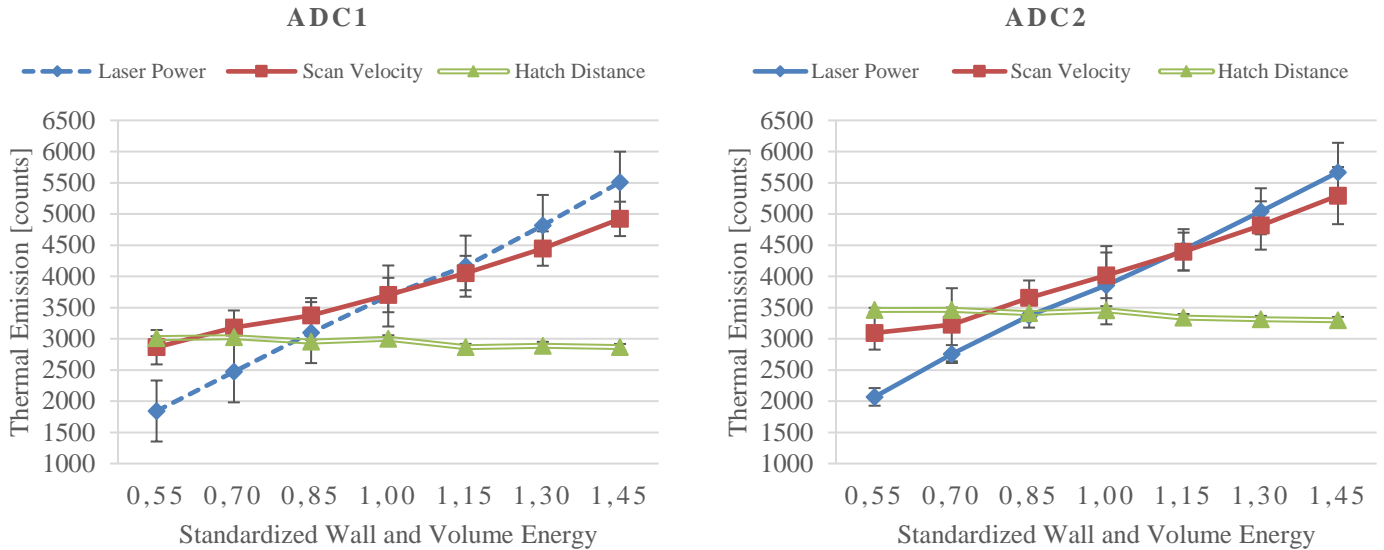 ADC1
Laser Power Scan Velocity Hatch Distance
Thermal Emission [counts]
6500
6000
5500
5000
4500
4000
3500
3000
2500
2000
1500
1000
0,55 0,70 0,85 1,00 1,15 1,30 1,45
Standardized Wall and Volume Energy
ADC2
Laser Power Scan Velocity Hatch Distance
Thermal Emission [counts]
6500
6000
5500
5000
4500
4000
3500
3000
2500
2000
1500
1000
0,55 0,70 0,85 1,00 1,15 1,30 1,45
Standardized Wall and Volume Energy